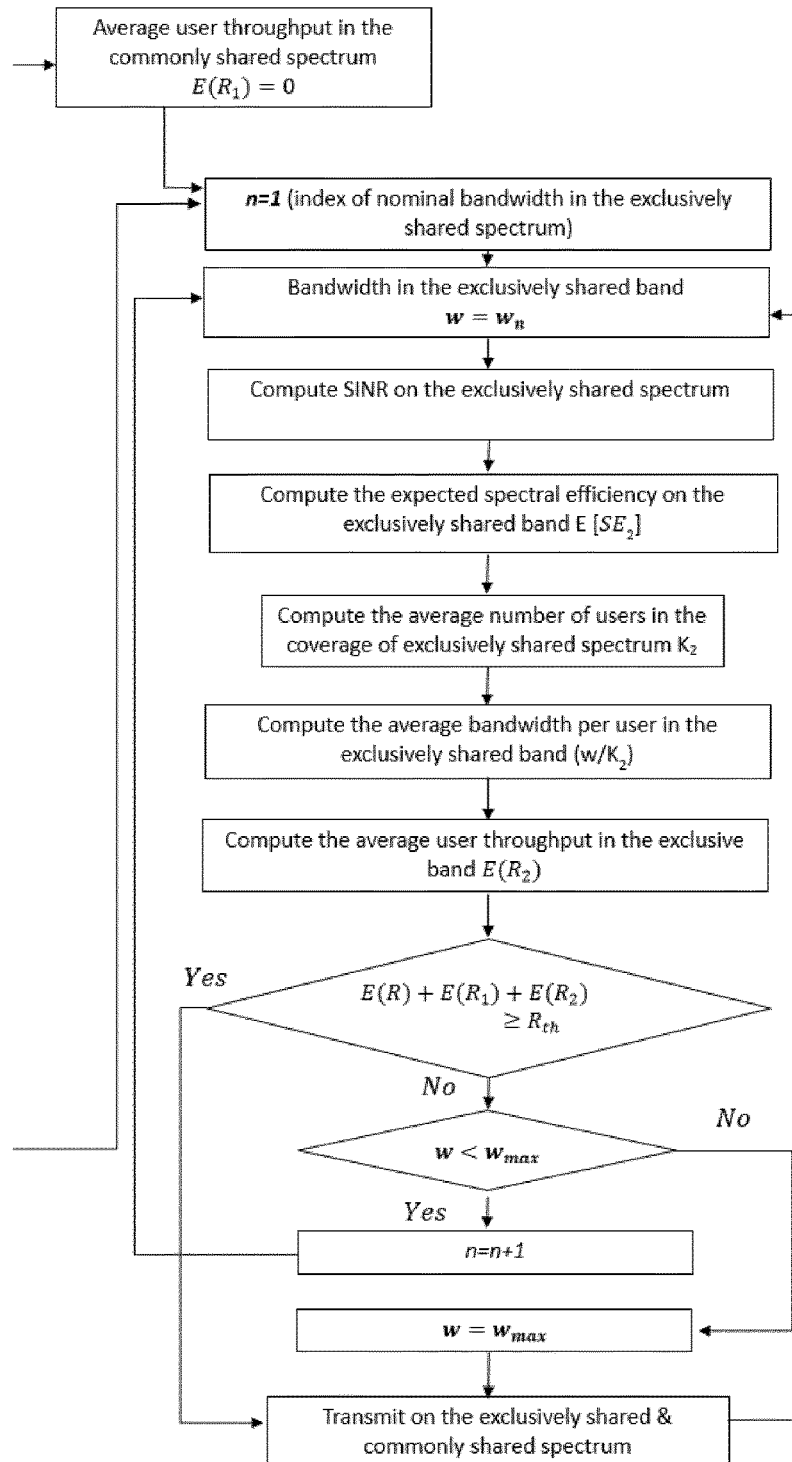 Average user throughput in the
commonly shared spectrum
E(R₁) = 0
n=1 (index of nominal bandwidth in the exclusively
shared spectrum)
Bandwidth in the exclusively shared band
w = wₙ
Compute SINR on the exclusively shared spectrum
Compute the expected spectral efficiency on the
exclusively shared band E [SE₂]
Compute the average number of users in the
coverage of exclusively shared spectrum K₂
Compute the average bandwidth per user in the
exclusively shared band (w/K₂)
Compute the average user throughput in the exclusive
band E(R₂)
Yes
E(R) + E(R₁) + E(R₂)
≥ R_th
No
No
w < w_max
Yes
n=n+1
w = w_max
Transmit on the exclusively shared &
commonly shared spectrum